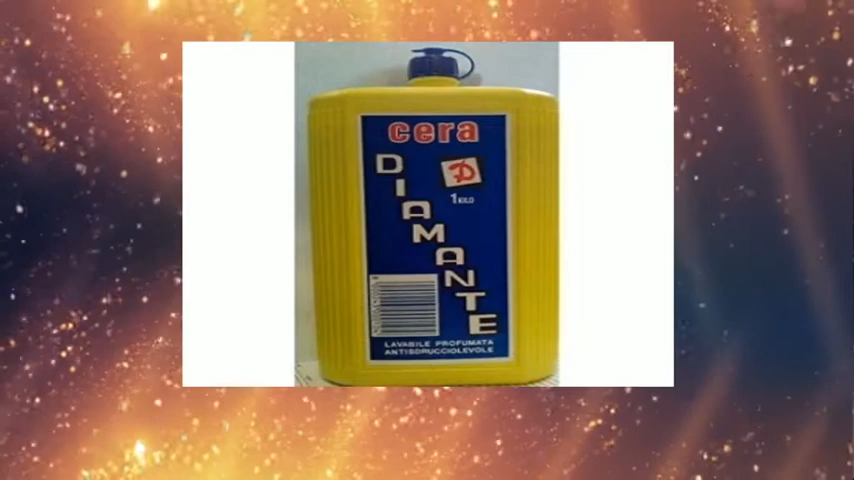 cera
DIAMANTE
D
1 KILO
LAVABILE PROFUMATA
ANTISDRUCCIOLEVOLE